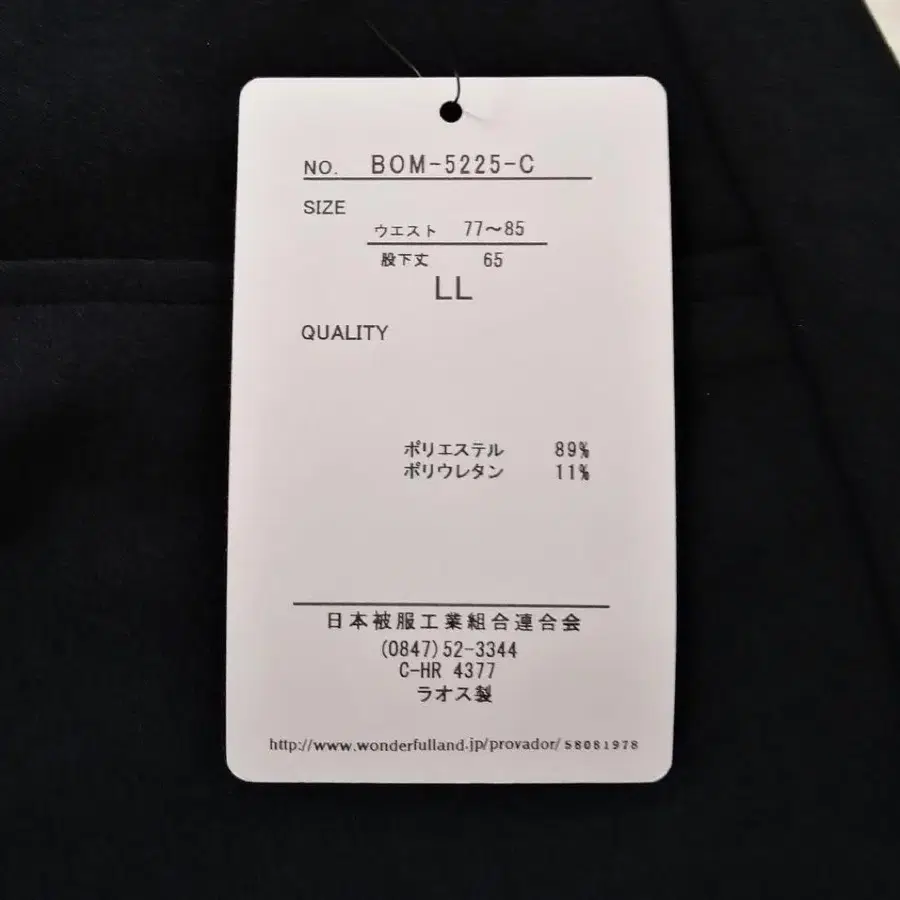 NO. BOM-5225-C
SIZE
ウエスト 77～85
股下丈 65
LL
QUALITY
ポリエステル 89%
ポリウレタン 11%
日本被服工業組合連合会
(0847)52-3344
C-HR 4377
ラオス製
http://www.wonderfulland.jp/provador/58081978